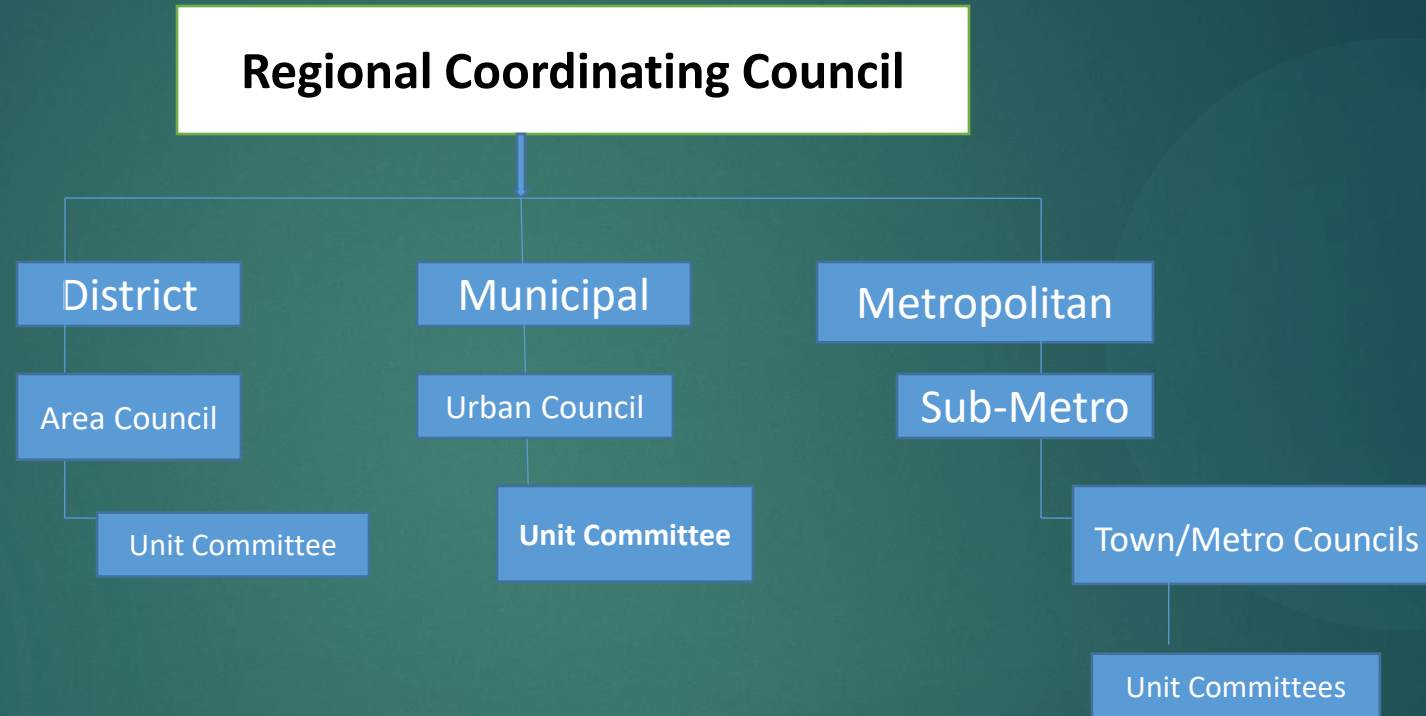 Regional Coordinating Council
District
Municipal
Metropolitan
Area Council
Urban Council
Sub-Metro
Unit Committee
Unit Committee
Town/Metro Councils
Unit Committees